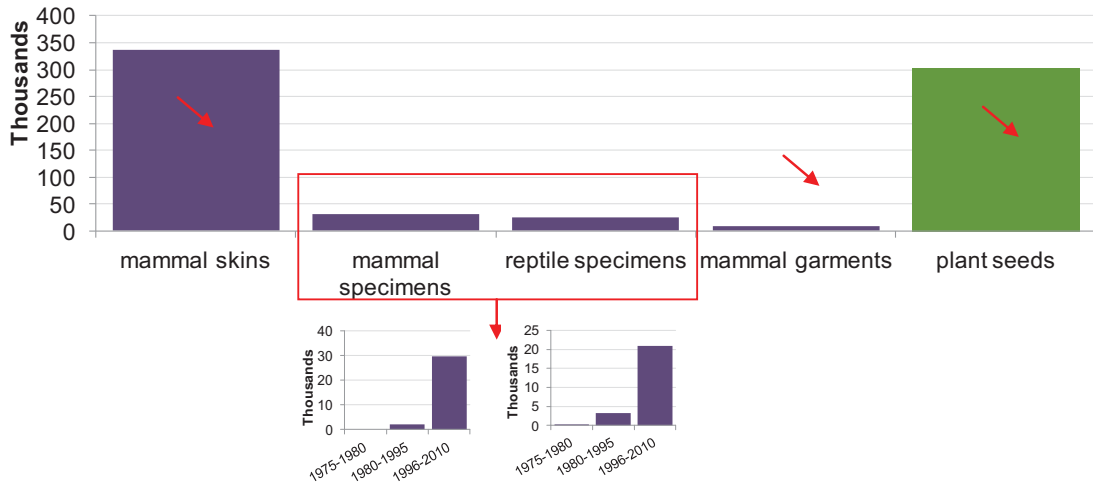 400
350
300
250
200
150
100
50
0
Thousands
mammal skins
mammal
specimens
reptile specimens
mammal garments
plant seeds
40
30
20
10
0
Thousands
1975-1980
1980-1995
1996-2010
25
20
15
10
5
0
Thousands
1975-1980
1980-1995
1996-2010